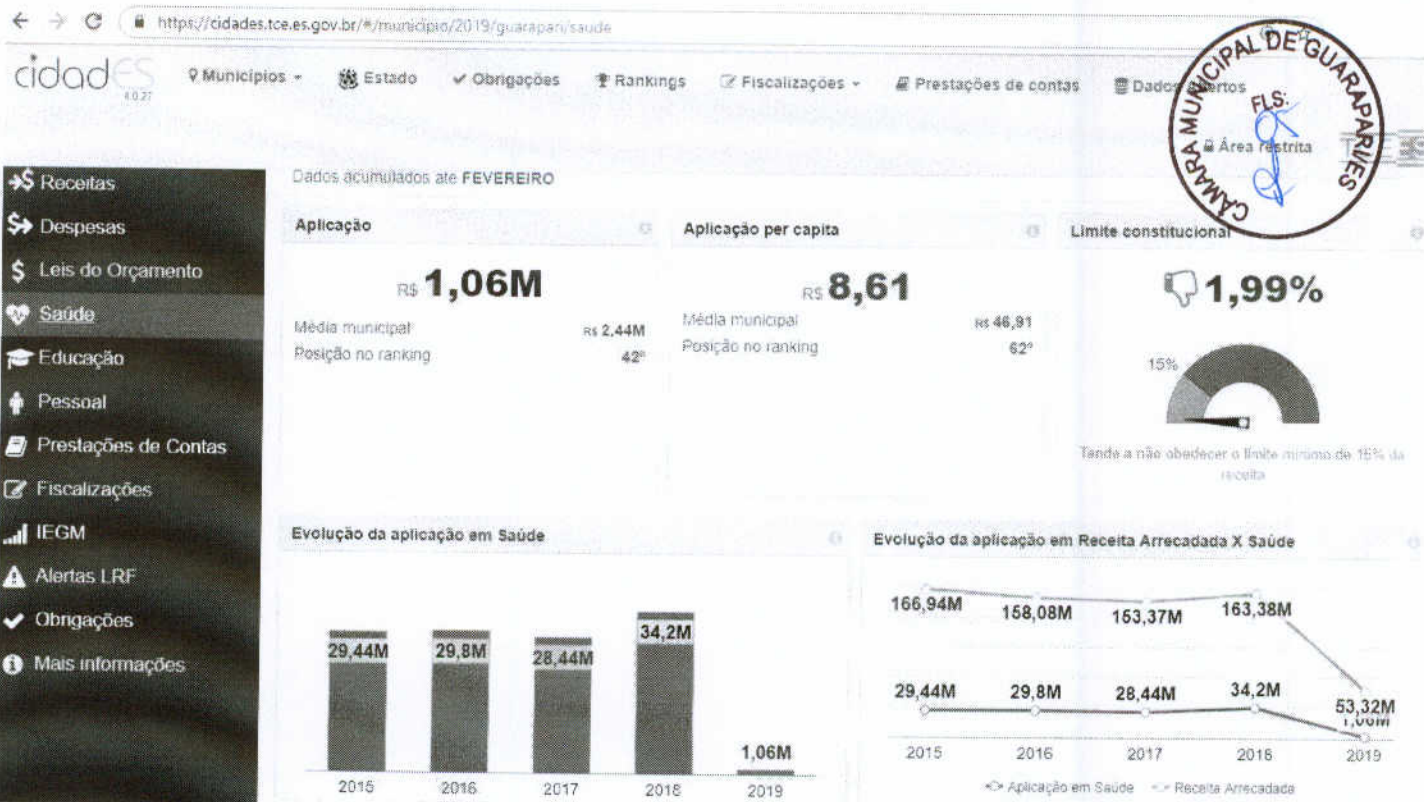 https://cidades.tce.es.gov.br/#/municipio/2019/guarapari/saude
cidadES
4.0.27
Municípios
Estado
Obrigações
Rankings
Fiscalizações
Prestações de contas
Dados abertos
Área restrita
CÂMARA MUNICIPAL DE GUARAPARI/ES
FLS:
Receitas
Despesas
Leis do Orçamento
Saúde
Educação
Pessoal
Prestações de Contas
Fiscalizações
IEGM
Alertas LRF
Obrigações
Mais informações
Dados acumulados até FEVEREIRO
Aplicação
R$ 1,06M
Média municipal R$ 2,44M
Posição no ranking 42º
Aplicação per capita
R$ 8,61
Média municipal R$ 46,91
Posição no ranking 62º
Limite constitucional
1,99%
15%
Tende a não obedecer o limite mínimo de 15% da
receita
Evolução da aplicação em Saúde
29,44M 29,8M 28,44M 34,2M 1,06M
2015 2016 2017 2018 2019
Evolução da aplicação em Receita Arrecadada X Saúde
166,94M 158,08M 153,37M 163,38M 53,32M
29,44M 29,8M 28,44M 34,2M 1,06M
2015 2016 2017 2018 2019
Aplicação em Saúde Receita Arrecadada